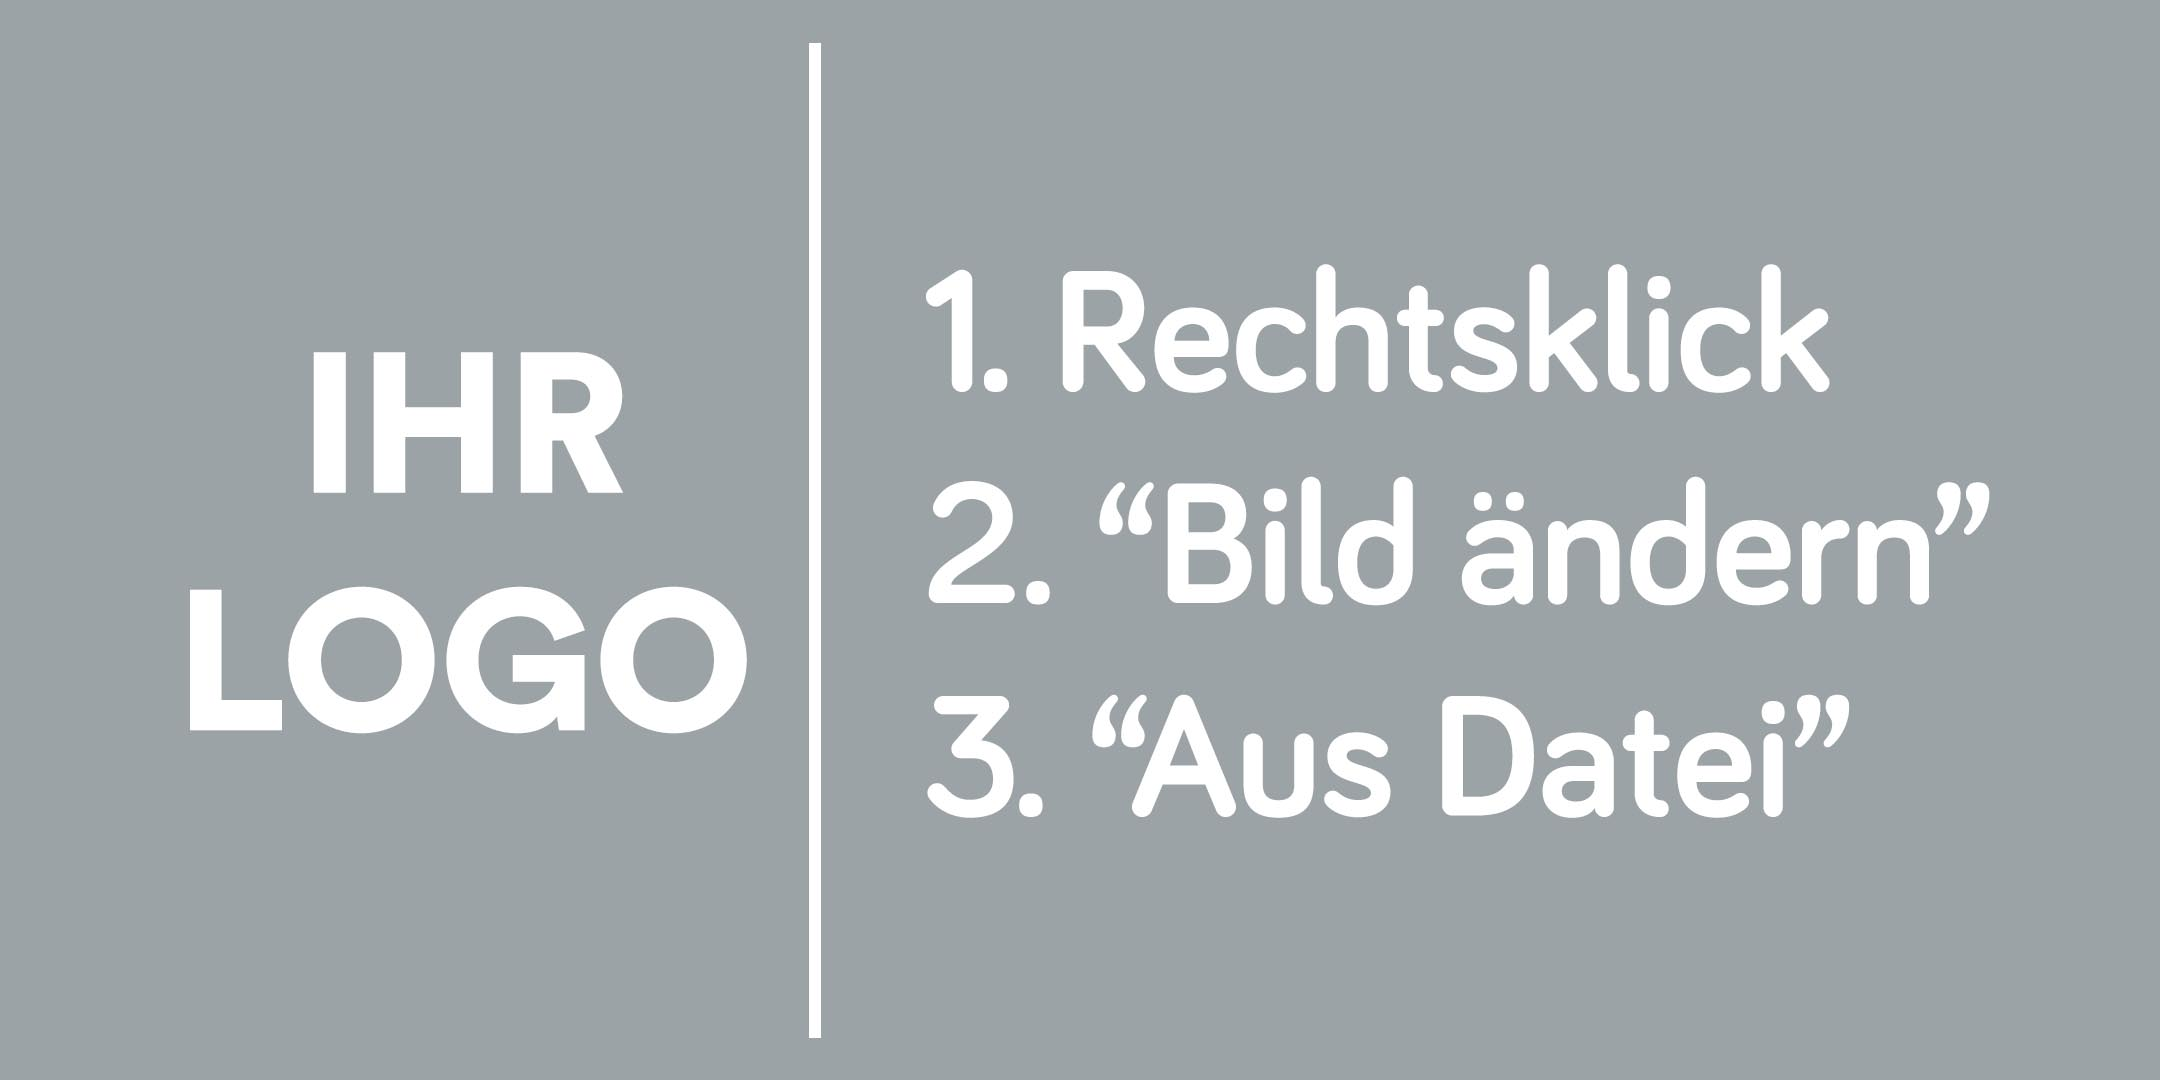 IHR
LOGO
1. Rechtsklick
2. “Bild ändern”
3. “Aus Datei”